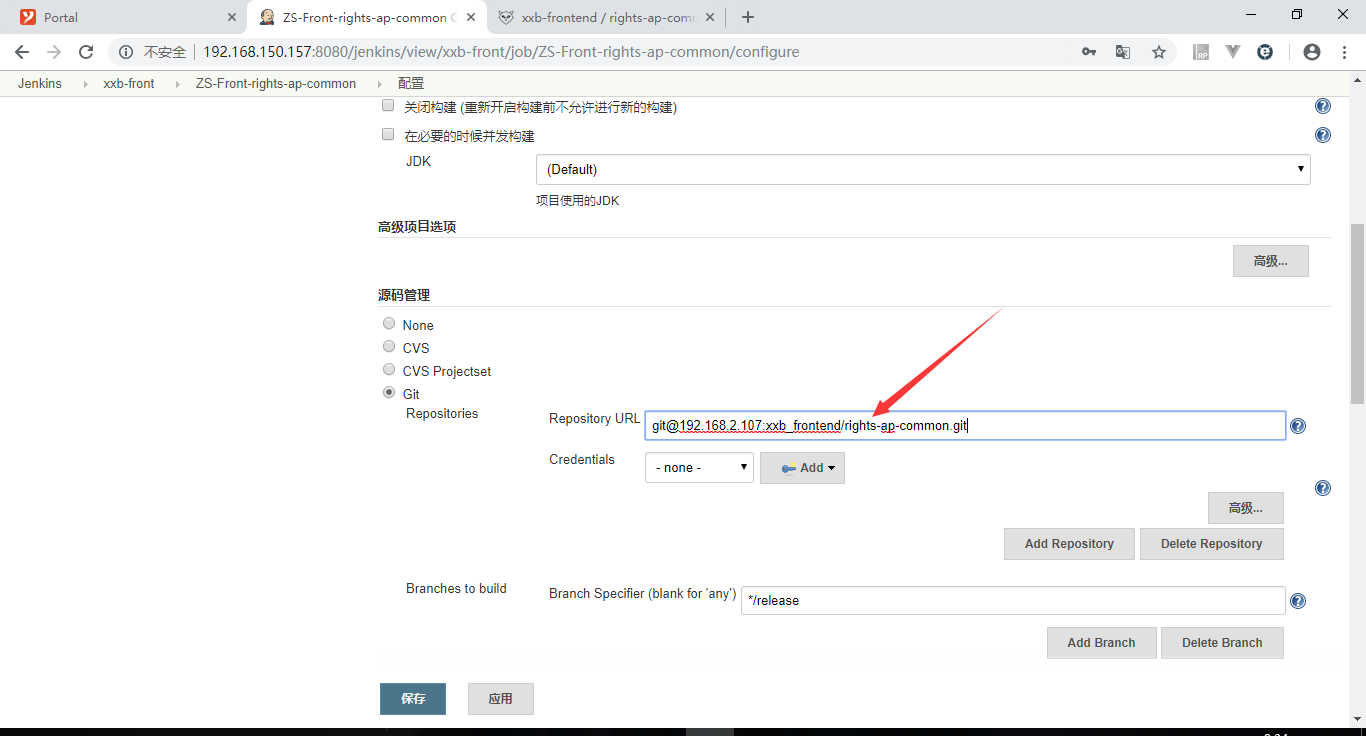 Portal
ZS-Front-rights-ap-common C
xxb-frontend / rights-ap-com
不安全 192.168.150.157:8080/jenkins/view/xxb-front/job/ZS-Front-rights-ap-common/configure
Jenkins xxb-front ZS-Front-rights-ap-common 配置
关闭构建 (重新开启构建前不允许进行新的构建)
在必要的时候并发构建
JDK (Default)
项目使用的JDK
高级项目选项
高级...
源码管理
None
CVS
CVS Projectset
Git
Repositories Repository URL git@192.168.2.107:xxb_frontend/rights-ap-common.git
Credentials - none - Add
高级...
Add Repository Delete Repository
Branches to build Branch Specifier (blank for 'any') */release
Add Branch Delete Branch
保存 应用